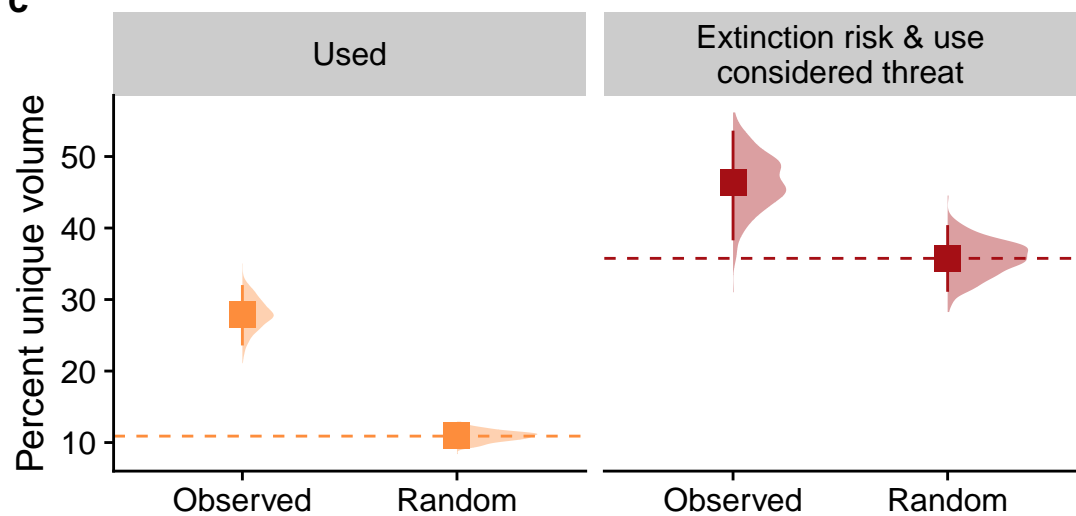 c
Used
Extinction risk & use
considered threat
Percent unique volume
50
40
30
20
10
Observed
Random
Observed
Random